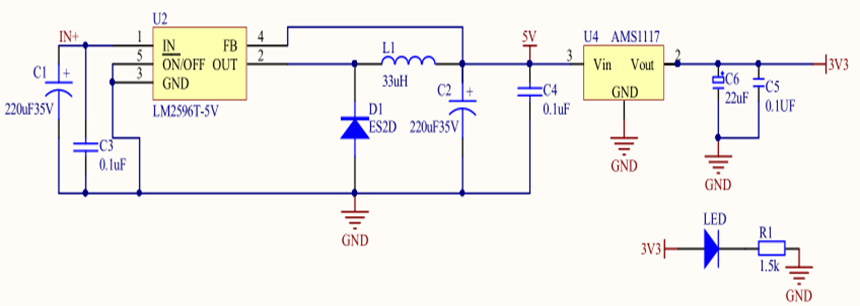 U2
IN+
1
IN
FB
4
5
ON/OFF
OUT
2
3
GND
LM2596T-5V
C1
+
220uF35V
C3
0.1uF
L1
33uH
D1
ES2D
C2
+
220uF35V
GND
5V
C4
0.1uF
U4
AMS1117
3
Vin
Vout
2
GND
GND
C6
22uF
C5
0.1UF
3V3
GND
LED
3V3
R1
1.5k
GND